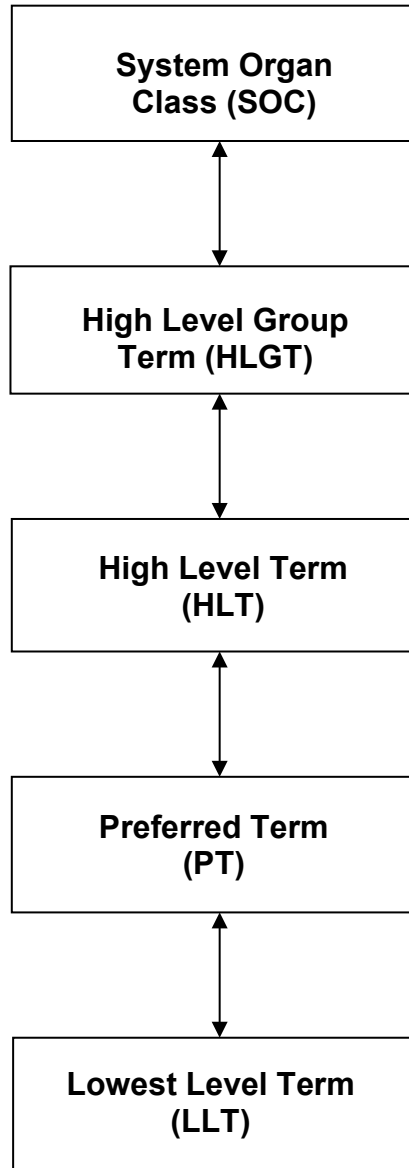 System Organ
Class (SOC)
High Level Group
Term (HLGT)
High Level Term
(HLT)
Preferred Term
(PT)
Lowest Level Term
(LLT)